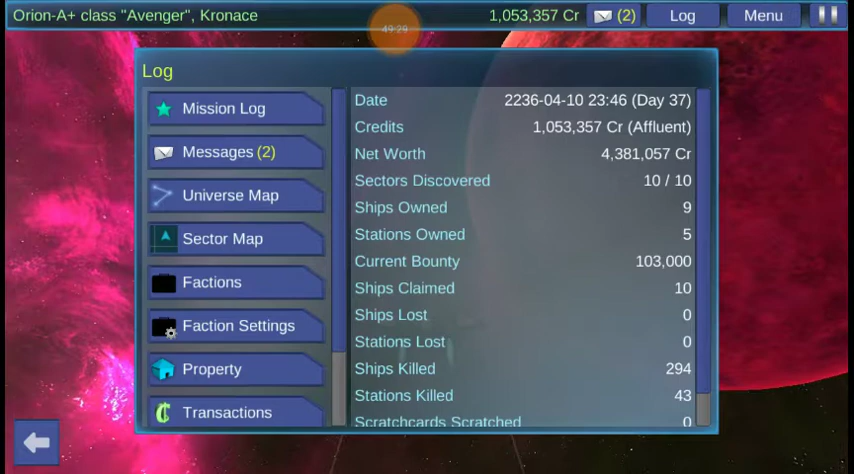 Orion-A+ class "Avenger", Kronace
1,053,357 Cr
(2)
Log
Menu
49:29
Log
Mission Log
Messages (2)
Universe Map
Sector Map
Factions
Faction Settings
Property
Transactions
Date 2236-04-10 23:46 (Day 37)
Credits 1,053,357 Cr (Affluent)
Net Worth 4,381,057 Cr
Sectors Discovered 10 / 10
Ships Owned 9
Stations Owned 5
Current Bounty 103,000
Ships Claimed 10
Ships Lost 0
Stations Lost 0
Ships Killed 294
Stations Killed 43
Scratchcards Scratched 0